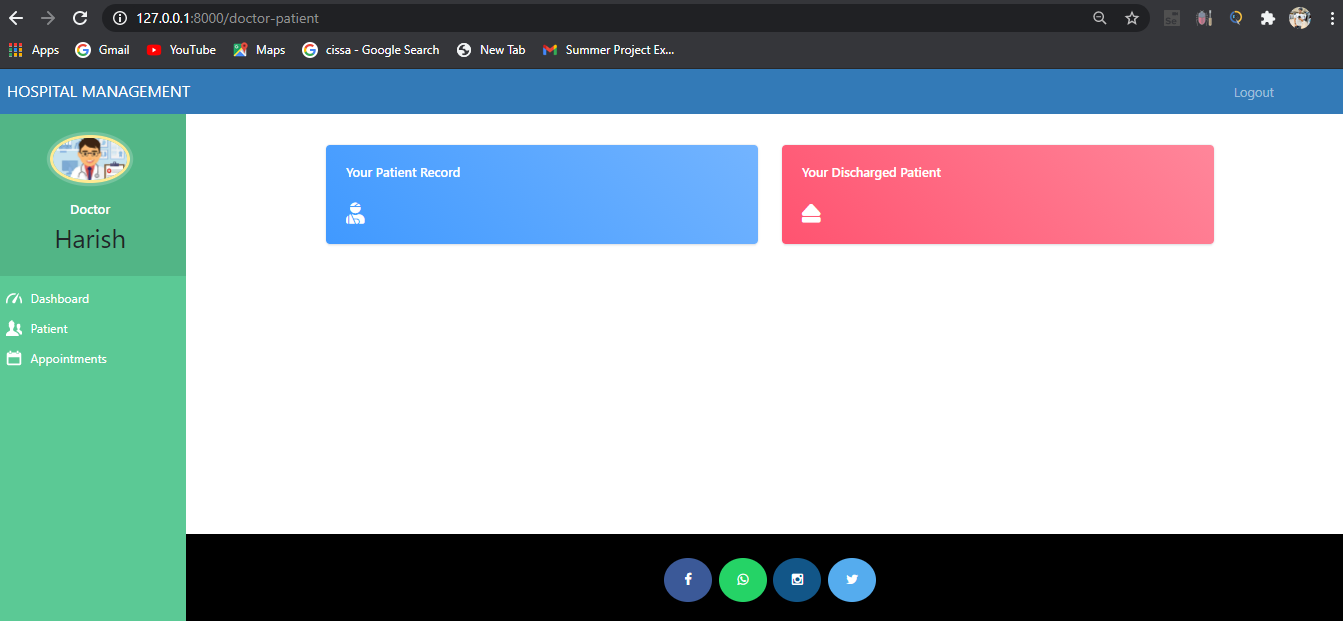 127.0.0.1:8000/doctor-patient
Apps Gmail YouTube Maps cissa - Google Search New Tab Summer Project Ex...
HOSPITAL MANAGEMENT Logout
Doctor
Harish
Dashboard
Patient
Appointments
Your Patient Record
Your Discharged Patient